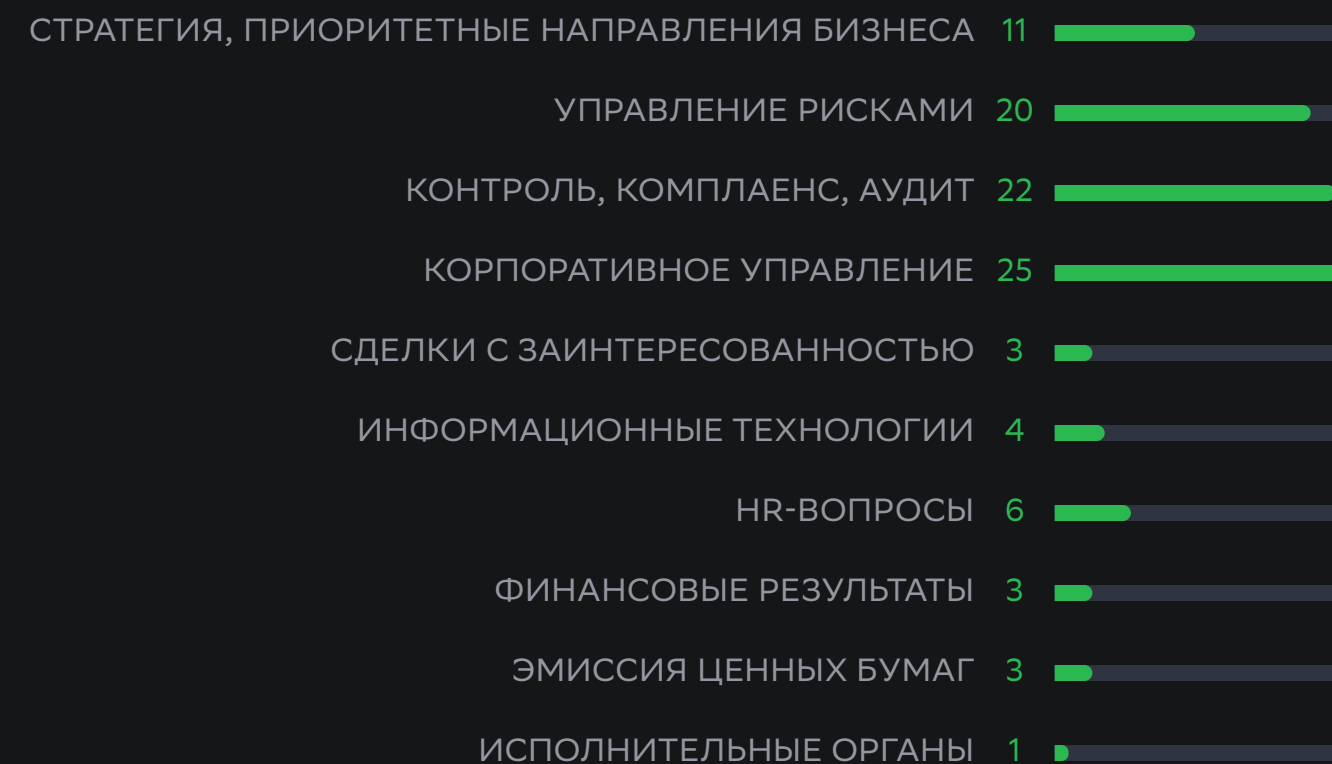 СТРАТЕГИЯ, ПРИОРИТЕТНЫЕ НАПРАВЛЕНИЯ БИЗНЕСА 11
УПРАВЛЕНИЕ РИСКАМИ 20
КОНТРОЛЬ, КОМПЛАЕНС, АУДИТ 22
КОРПОРАТИВНОЕ УПРАВЛЕНИЕ 25
СДЕЛКИ С ЗАИНТЕРЕСОВАННОСТЬЮ 3
ИНФОРМАЦИОННЫЕ ТЕХНОЛОГИИ 4
HR-ВОПРОСЫ 6
ФИНАНСОВЫЕ РЕЗУЛЬТАТЫ 3
ЭМИССИЯ ЦЕННЫХ БУМАГ 3
ИСПОЛНИТЕЛЬНЫЕ ОРГАНЫ 1